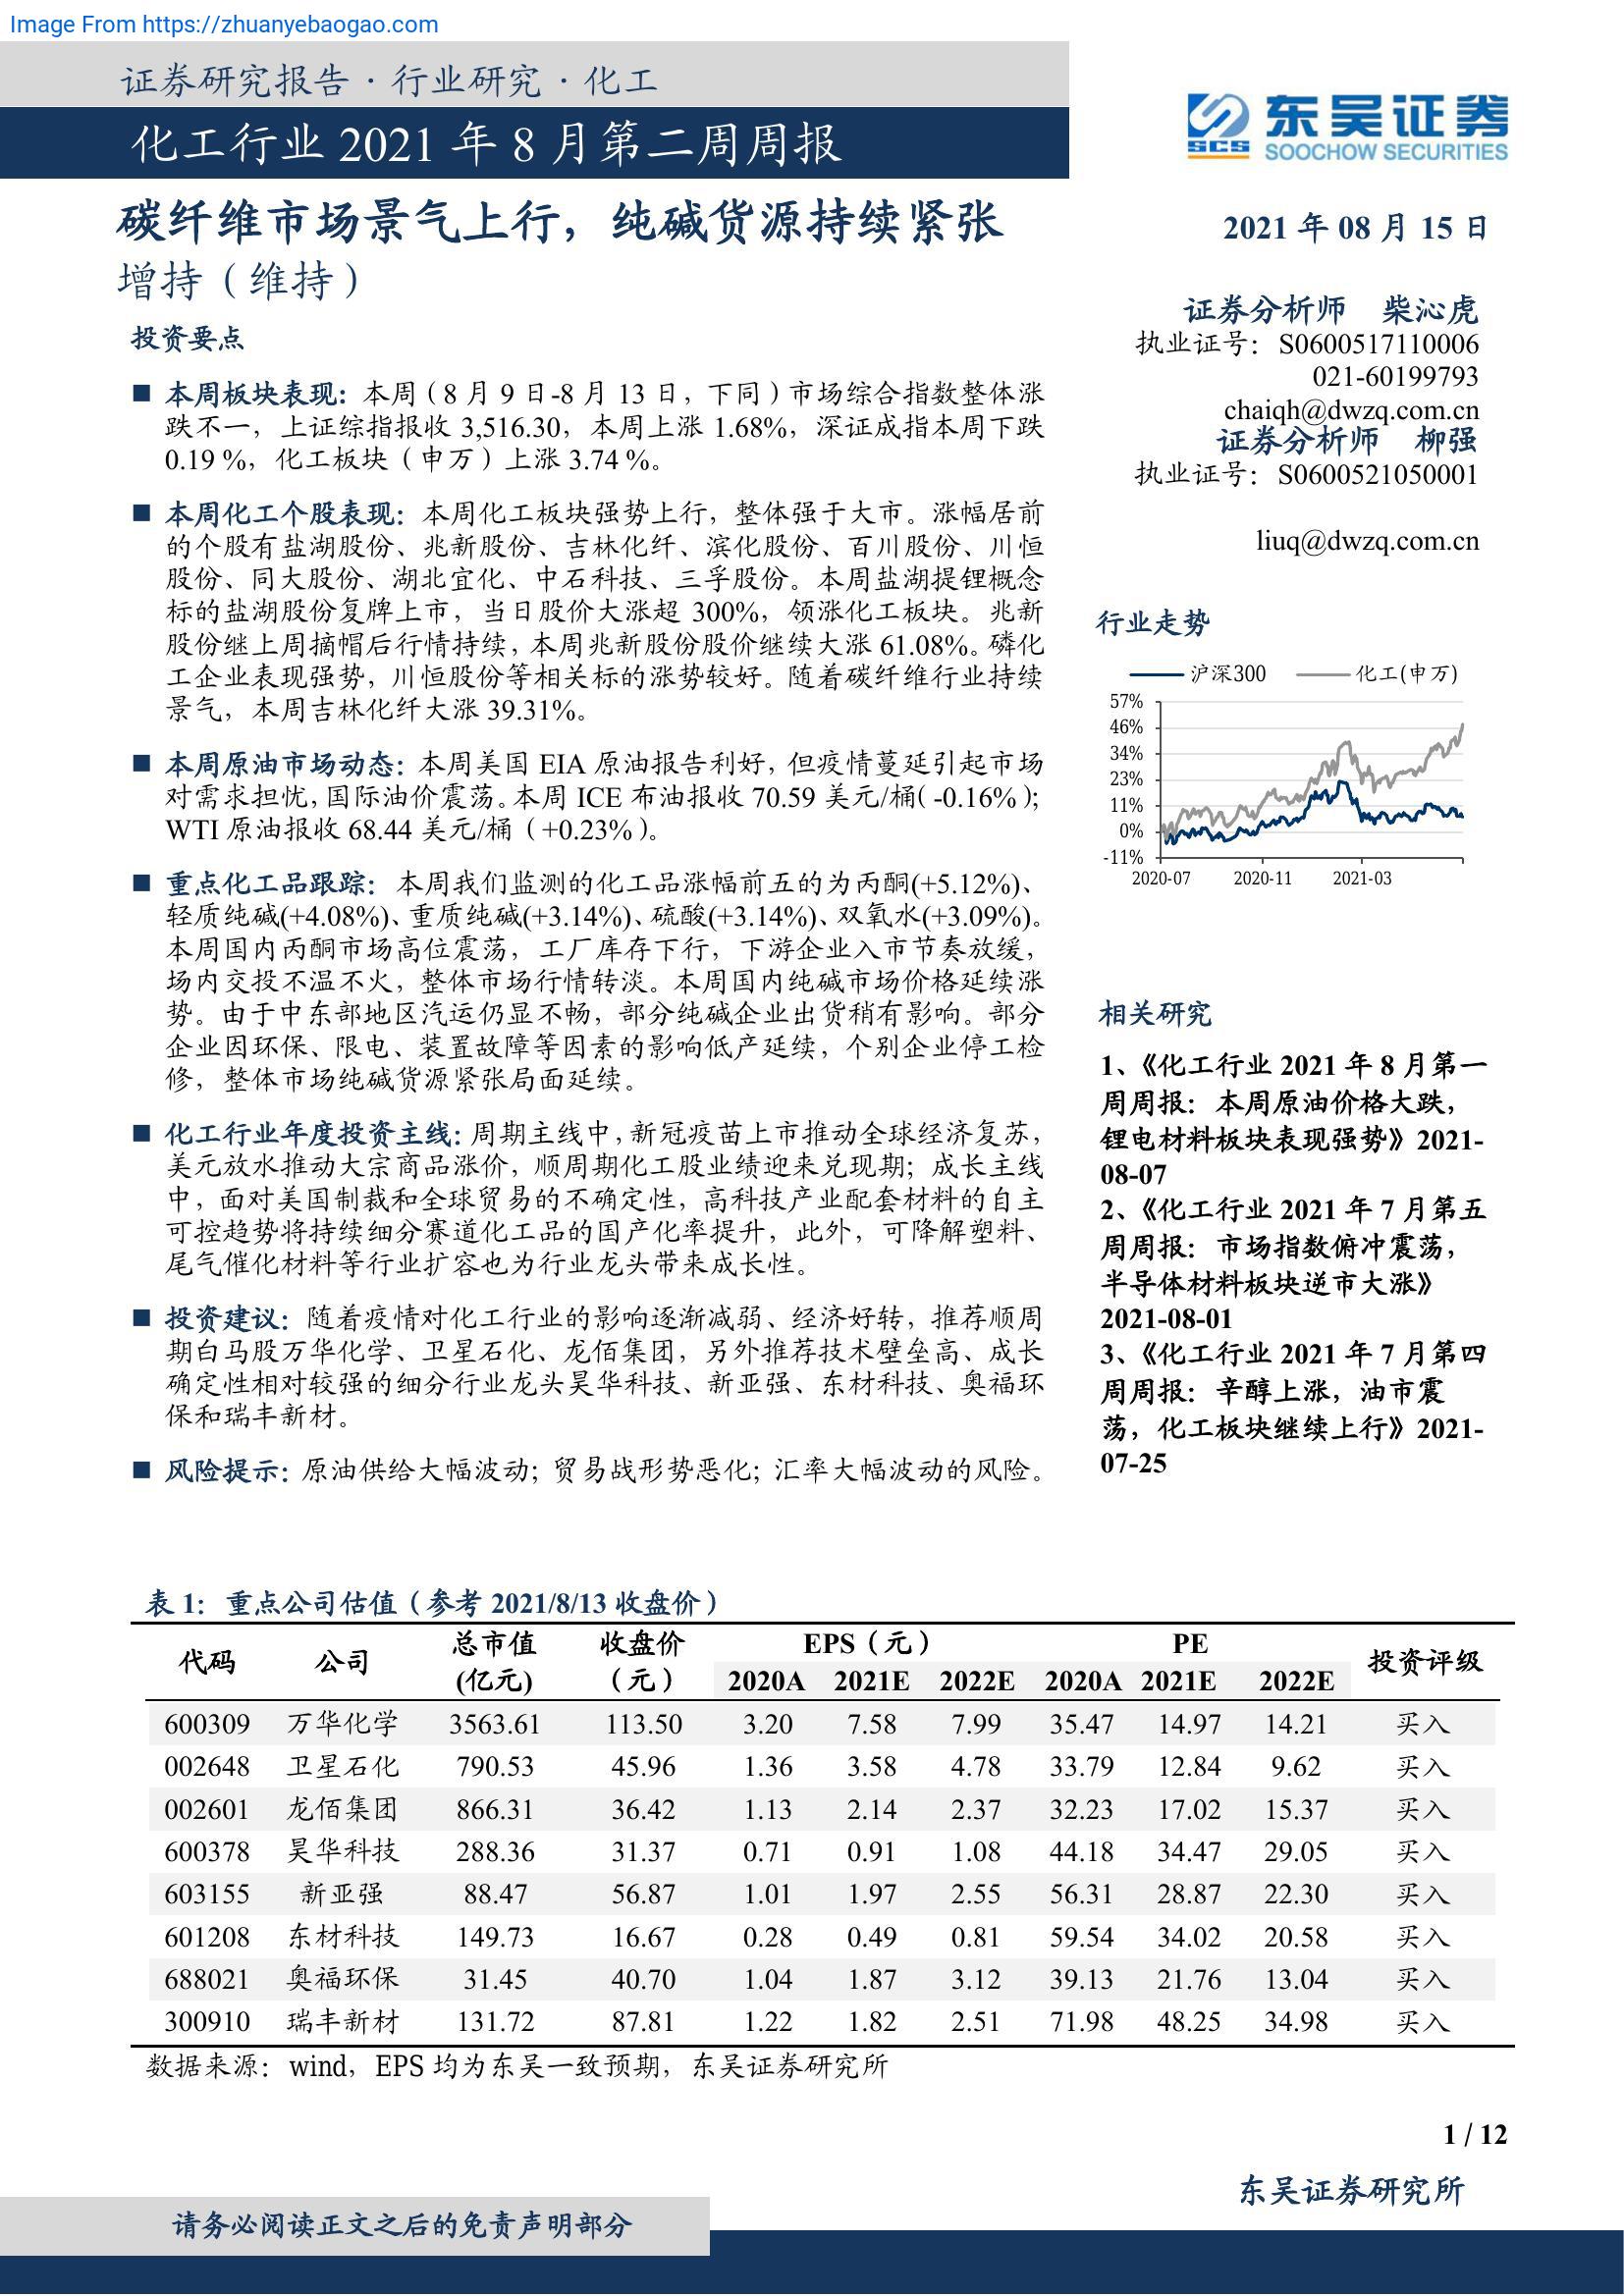 Image From https://zhuanyebaogao.com
证券研究报告·行业研究·化工
化工行业 2021 年 8 月第二周周报
东吴证券
SCS
SOOCHOW SECURITIES
碳纤维市场景气上行，纯碱货源持续紧张
增持（维持）
投资要点
■ 本周板块表现：本周（8 月 9 日-8 月 13 日，下同）市场综合指数整体涨
跌不一，上证综指报收 3,516.30，本周上涨 1.68%，深证成指本周下跌
0.19 %，化工板块（申万）上涨 3.74 %。
■ 本周化工个股表现：本周化工板块强势上行，整体强于大市。涨幅居前
的个股有盐湖股份、兆新股份、吉林化纤、滨化股份、百川股份、川恒
股份、同大股份、湖北宜化、中石科技、三孚股份。本周盐湖提锂概念
标的盐湖股份复牌上市，当日股价大涨超 300%，领涨化工板块。兆新
股份继上周摘帽后行情持续，本周兆新股份股价继续大涨 61.08%。磷化
工企业表现强势，川恒股份等相关标的涨势较好。随着碳纤维行业持续
景气，本周吉林化纤大涨 39.31%。
■ 本周原油市场动态：本周美国 EIA 原油报告利好，但疫情蔓延引起市场
对需求担忧，国际油价震荡。本周 ICE 布油报收 70.59 美元/桶（-0.16%）；
WTI 原油报收 68.44 美元/桶（+0.23%）。
■ 重点化工品跟踪：本周我们监测的化工品涨幅前五的为丙酮(+5.12%)、
轻质纯碱(+4.08%)、重质纯碱(+3.14%)、硫酸(+3.14%)、双氧水(+3.09%)。
本周国内丙酮市场高位震荡，工厂库存下行，下游企业入市节奏放缓，
场内交投不温不火，整体市场行情转淡。本周国内纯碱市场价格延续涨
势。由于中东部地区汽运仍显不畅，部分纯碱企业出货稍有影响。部分
企业因环保、限电、装置故障等因素的影响低产延续，个别企业停工检
修，整体市场纯碱货源紧张局面延续。
■ 化工行业年度投资主线：周期主线中，新冠疫苗上市推动全球经济复苏，
美元放水推动大宗商品涨价，顺周期化工股业绩迎来兑现期；成长主线
中，面对美国制裁和全球贸易的不确定性，高科技产业配套材料的自主
可控趋势将持续细分赛道化工品的国产化率提升，此外，可降解塑料、
尾气催化材料等行业扩容也为行业龙头带来成长性。
■ 投资建议：随着疫情对化工行业的影响逐渐减弱、经济好转，推荐顺周
期白马股万华化学、卫星石化、龙佰集团，另外推荐技术壁垒高、成长
确定性相对较强的细分行业龙头昊华科技、新亚强、东材科技、奥福环
保和瑞丰新材。
■ 风险提示：原油供给大幅波动；贸易战形势恶化；汇率大幅波动的风险。
2021 年 08 月 15 日
证券分析师 柴沁虎
执业证号：S0600517110006
021-60199793
chaiqh@dwzq.com.cn
证券分析师 柳强
执业证号：S0600521050001
liuq@dwzq.com.cn
行业走势
沪深300 化工(申万)
57%
46%
34%
23%
11%
0%
-11%
2020-07 2020-11 2021-03
相关研究
1、《化工行业 2021 年 8 月第一
周周报：本周原油价格大跌，
锂电材料板块表现强势》2021-
08-07
2、《化工行业 2021 年 7 月第五
周周报：市场指数俯冲震荡，
半导体材料板块逆市大涨》
2021-08-01
3、《化工行业 2021 年 7 月第四
周周报：辛醇上涨，油市震
荡，化工板块继续上行》2021-
07-25
表 1：重点公司估值（参考 2021/8/13 收盘价）
代码 公司 总市值 (亿元) 收盘价 （元） EPS（元） PE 投资评级
2020A 2021E 2022E 2020A 2021E 2022E
600309 万华化学 3563.61 113.50 3.20 7.58 7.99 35.47 14.97 14.21 买入
002648 卫星石化 790.53 45.96 1.36 3.58 4.78 33.79 12.84 9.62 买入
002601 龙佰集团 866.31 36.42 1.13 2.14 2.37 32.23 17.02 15.37 买入
600378 昊华科技 288.36 31.37 0.71 0.91 1.08 44.18 34.47 29.05 买入
603155 新亚强 88.47 56.87 1.01 1.97 2.55 56.31 28.87 22.30 买入
601208 东材科技 149.73 16.67 0.28 0.49 0.81 59.54 34.02 20.58 买入
688021 奥福环保 31.45 40.70 1.04 1.87 3.12 39.13 21.76 13.04 买入
300910 瑞丰新材 131.72 87.81 1.22 1.82 2.51 71.98 48.25 34.98 买入
数据来源：wind，EPS 均为东吴一致预期，东吴证券研究所
1 / 12
东吴证券研究所
请务必阅读正文之后的免责声明部分